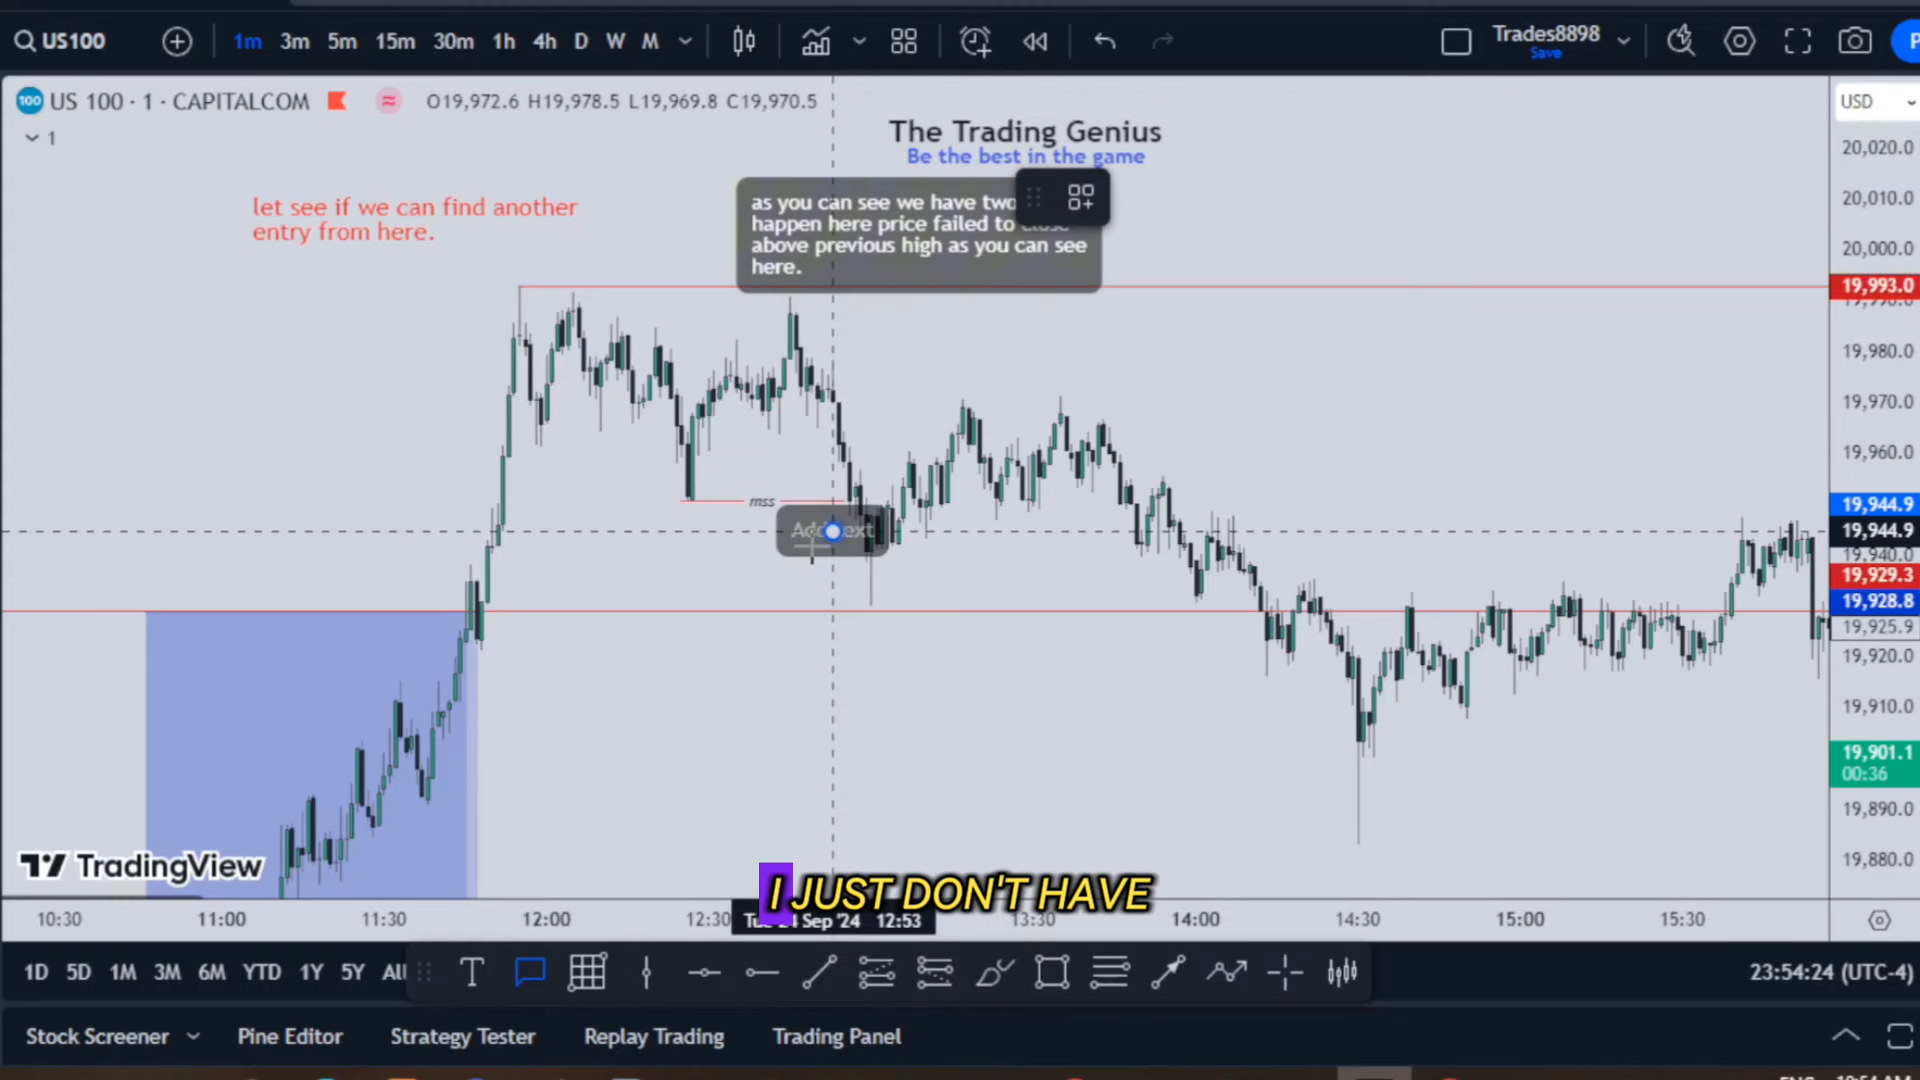 US100
1m 3m 5m 15m 30m 1h 4h D W M
Trades8898
Save
100 US 100 · 1 · CAPITALCOM O19,972.6 H19,978.5 L19,969.8 C19,970.5
1
USD
The Trading Genius
Be the best in the game
let see if we can find another
entry from here.
as you can see we have two
happen here price failed to close
above previous high as you can see
here.
20,020.0
20,010.0
20,000.0
19,993.0
19,980.0
19,970.0
19,960.0
19,944.9
19,944.9
19,940.0
19,929.3
19,928.8
19,925.9
19,920.0
19,910.0
19,901.1
00:36
19,890.0
19,880.0
mss
Add text
TradingView
I JUST DON'T HAVE
10:30 11:00 11:30 12:00 12:30 Tue 24 Sep '24 12:53 13:30 14:00 14:30 15:00 15:30
1D 5D 1M 3M 6M YTD 1Y 5Y All
T
23:54:24 (UTC-4)
Stock Screener Pine Editor Strategy Tester Replay Trading Trading Panel